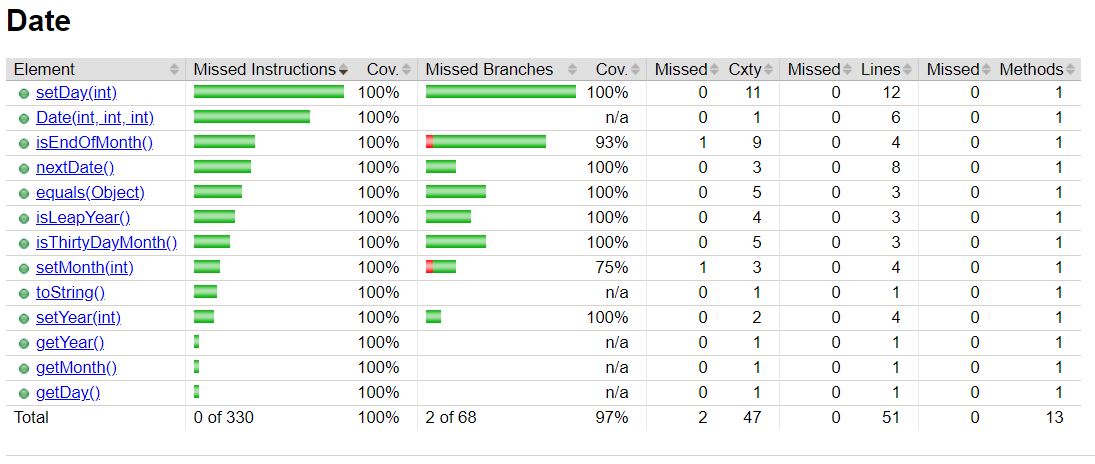 Date
Element Missed Instructions Cov. Missed Branches Cov. Missed Cxty Missed Lines Missed Methods
setDay(int) 100% 100% 0 11 0 12 0 1
Date(int, int, int) 100% n/a 0 1 0 6 0 1
isEndOfMonth() 100% 93% 1 9 0 4 0 1
nextDate() 100% 100% 0 3 0 8 0 1
equals(Object) 100% 100% 0 5 0 3 0 1
isLeapYear() 100% 100% 0 4 0 3 0 1
isThirtyDayMonth() 100% 100% 0 5 0 3 0 1
setMonth(int) 100% 75% 1 3 0 4 0 1
toString() 100% n/a 0 1 0 1 0 1
setYear(int) 100% 100% 0 2 0 4 0 1
getYear() 100% n/a 0 1 0 1 0 1
getMonth() 100% n/a 0 1 0 1 0 1
getDay() 100% n/a 0 1 0 1 0 1
Total 0 of 330 100% 2 of 68 97% 2 47 0 51 0 13